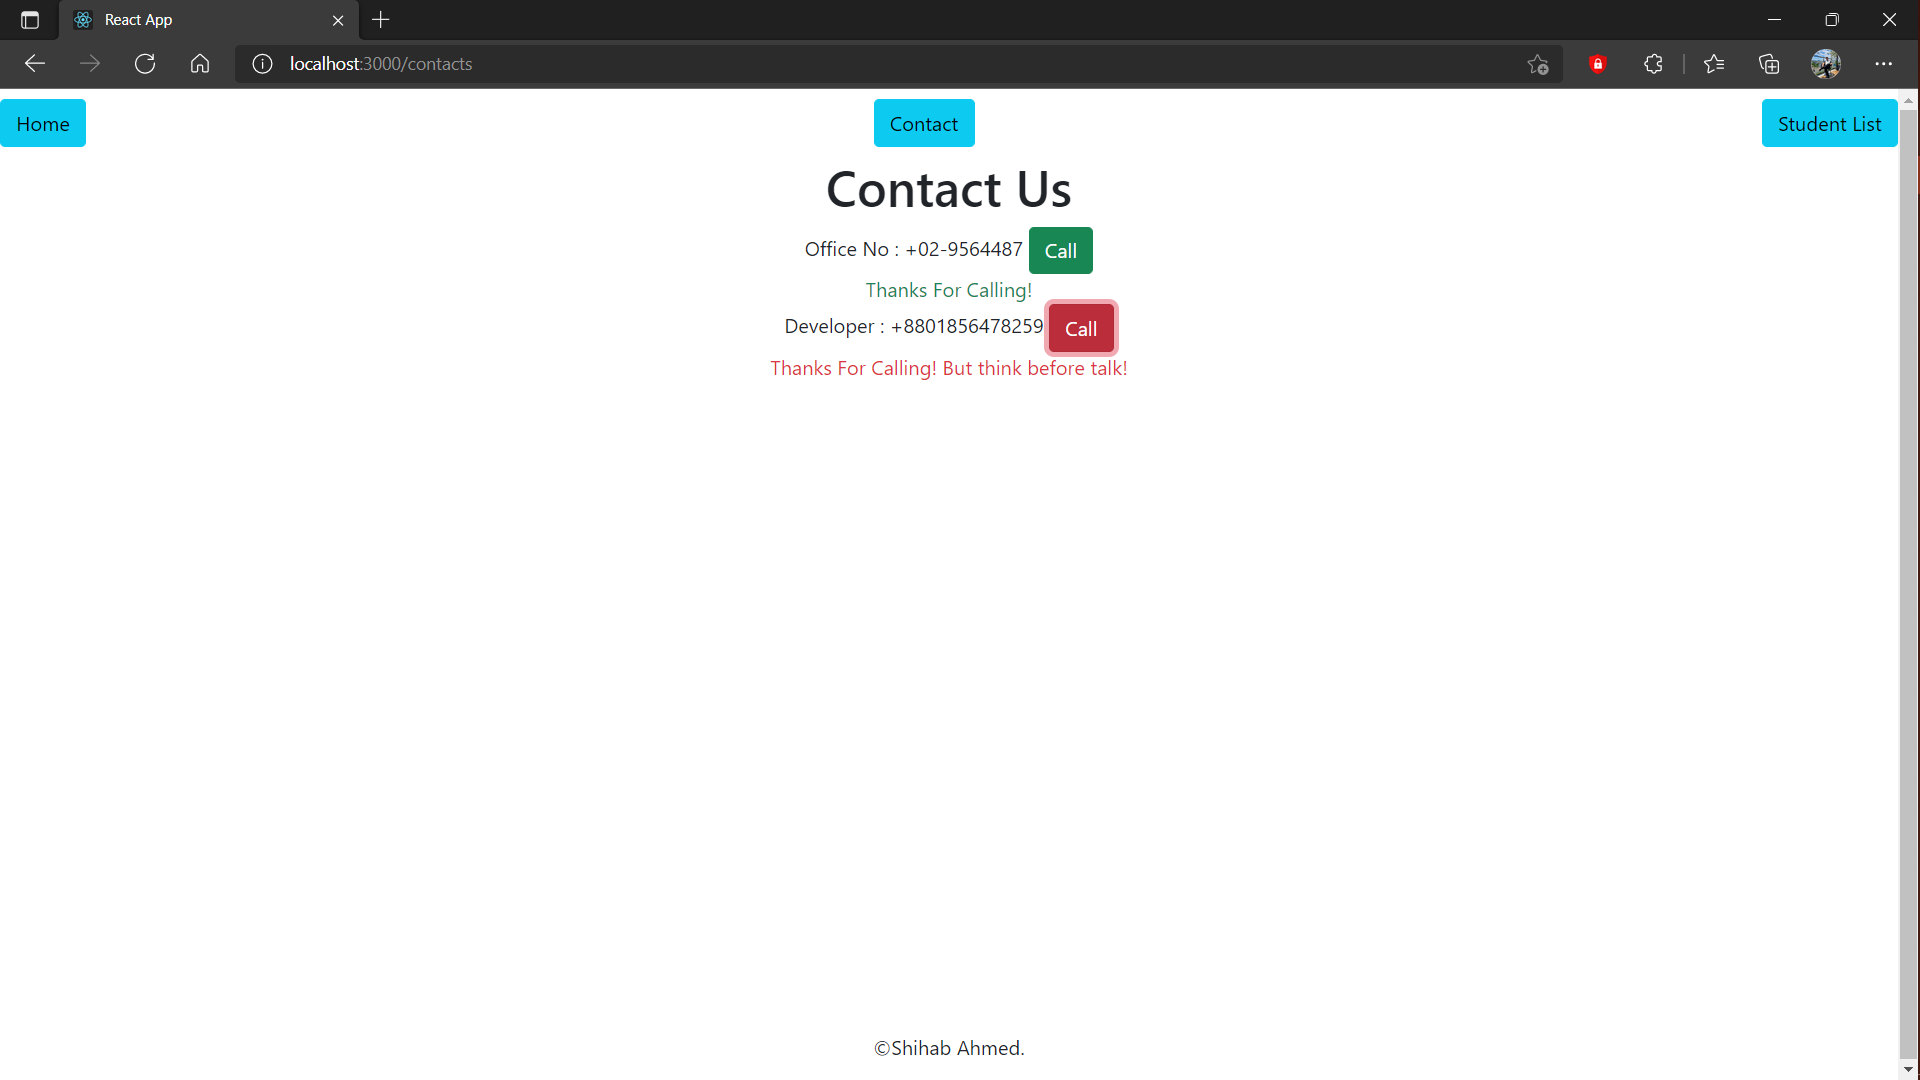 React App
localhost:3000/contacts
Home Contact Student List
Contact Us
Office No : +02-9564487 Call
Thanks For Calling!
Developer : +8801856478259 Call
Thanks For Calling! But think before talk!
©Shihab Ahmed.